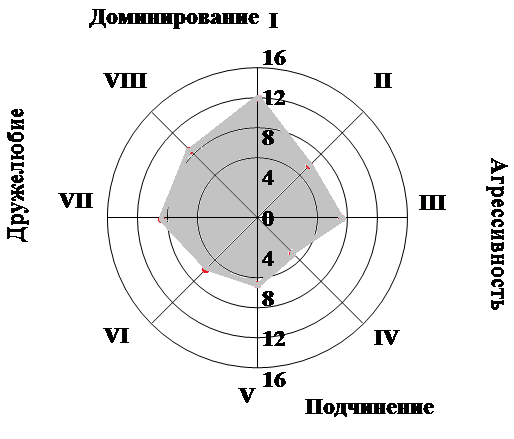 Доминирование I
16
VIII
II
12
8
Дружелюбие
4
VII
0
III
Агрессивность
4
8
VI
12
IV
16
V
Подчинение